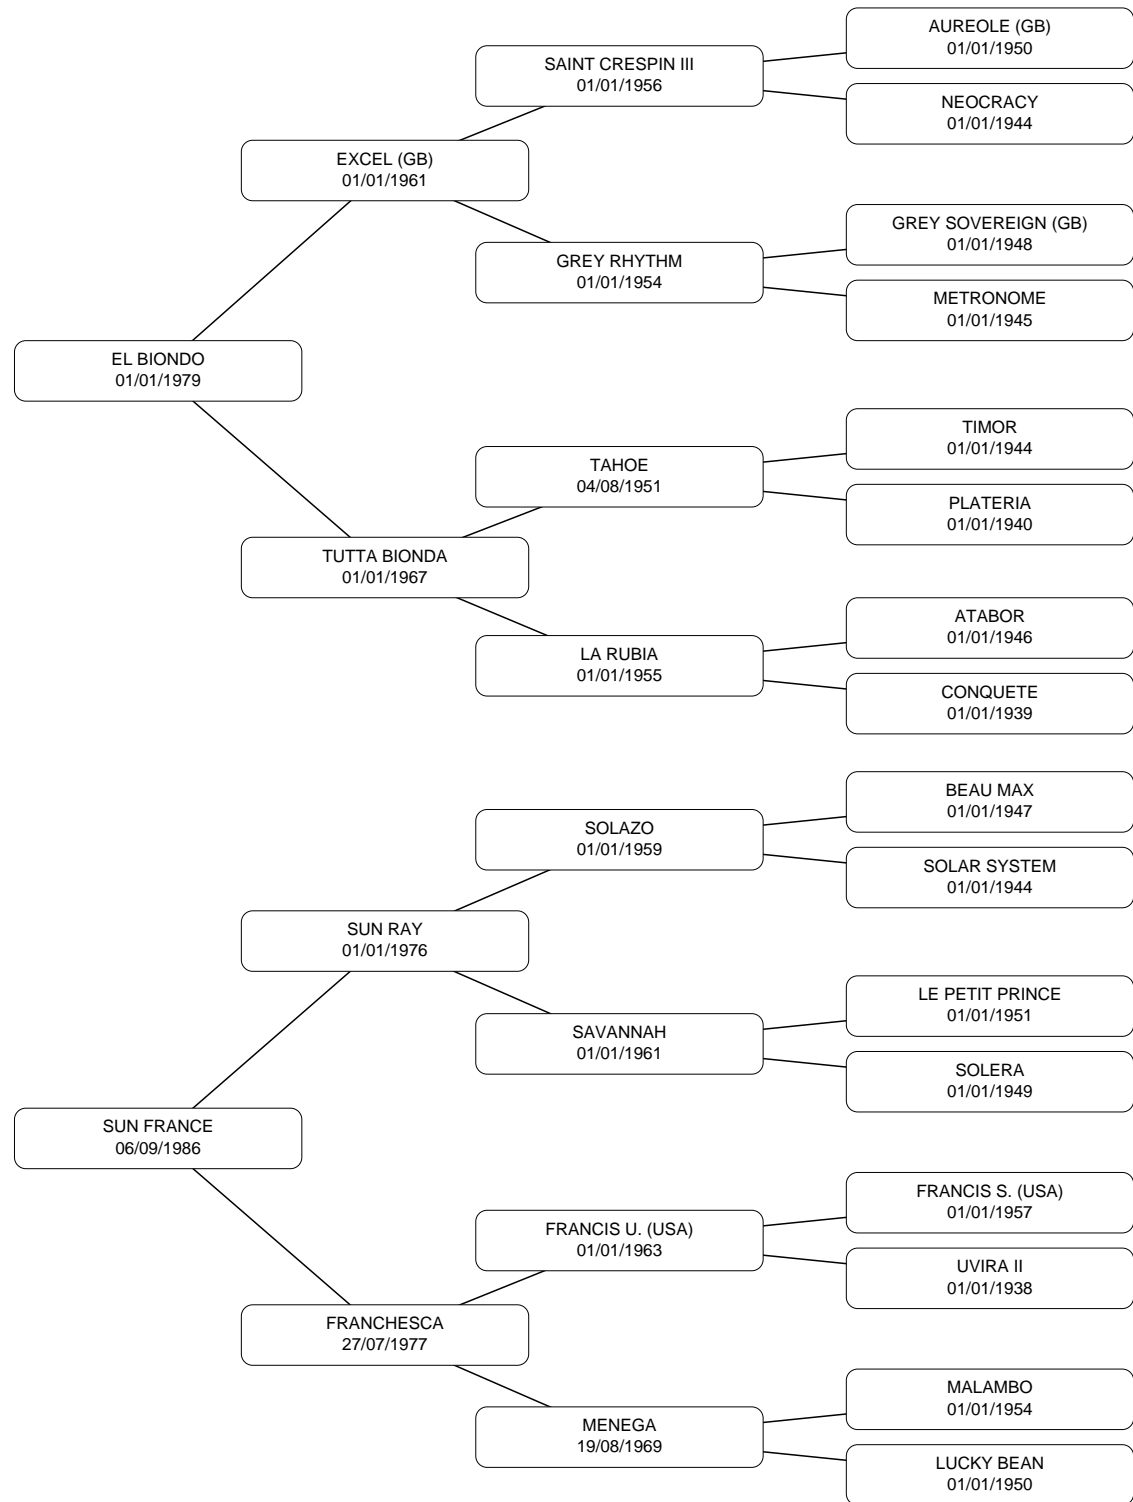 AUREOLE (GB)
01/01/1950
SAINT CRESPIN III
01/01/1956
NEOCRACY
01/01/1944
EXCEL (GB)
01/01/1961
GREY SOVEREIGN (GB)
01/01/1948
GREY RHYTHM
01/01/1954
METRONOME
01/01/1945
EL BIONDO
01/01/1979
TIMOR
01/01/1944
TAHOE
04/08/1951
PLATERIA
01/01/1940
TUTTA BIONDA
01/01/1967
ATABOR
01/01/1946
LA RUBIA
01/01/1955
CONQUETE
01/01/1939
BEAU MAX
01/01/1947
SOLAZO
01/01/1959
SOLAR SYSTEM
01/01/1944
SUN RAY
01/01/1976
LE PETIT PRINCE
01/01/1951
SAVANNAH
01/01/1961
SOLERA
01/01/1949
SUN FRANCE
06/09/1986
FRANCIS S. (USA)
01/01/1957
FRANCIS U. (USA)
01/01/1963
UVIRA II
01/01/1938
FRANCHESCA
27/07/1977
MALAMBO
01/01/1954
MENEGA
19/08/1969
LUCKY BEAN
01/01/1950